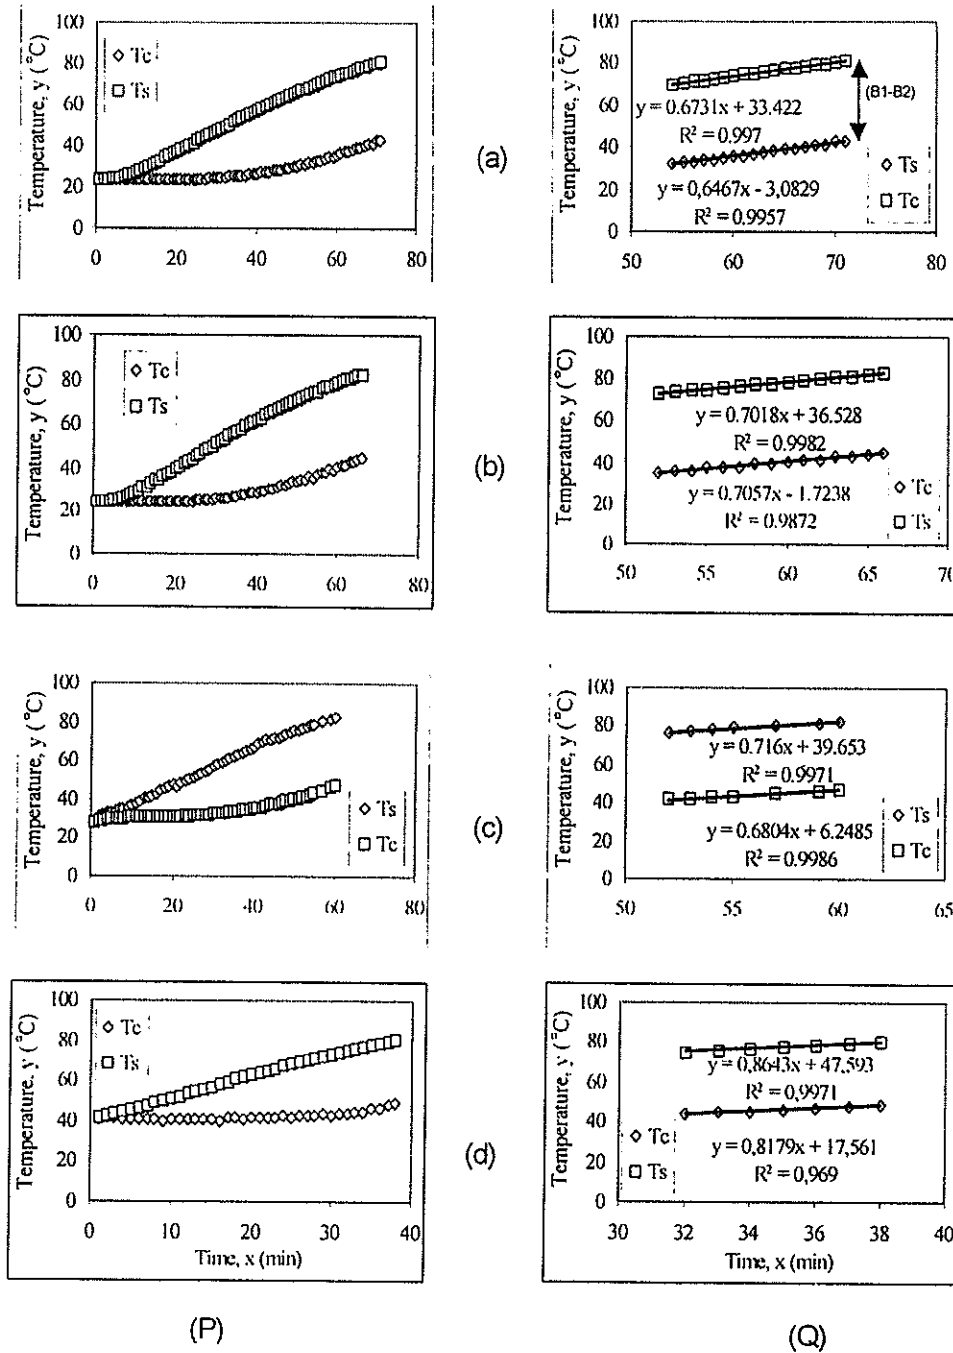 100
80
60
40
20
0
0 20 40 60 80
Temperature, y (°C)
Tc
Ts
(a)
100
80
60
40
20
0
50 60 70 80
Temperature, y (°C)
y = 0.6731x + 33.422
R² = 0.997
y = 0,6467x - 3,0829
R² = 0.9957
(B1-B2)
Ts
Tc
100
80
60
40
20
0
0 20 40 60 80
Temperature, y (°C)
Tc
Ts
(b)
100
80
60
40
20
0
50 55 60 65 70
Temperature, y (°C)
y = 0.7018x + 36.528
R² = 0.9982
y = 0.7057x - 1.7238
R² = 0.9872
Tc
Ts
100
80
60
40
20
0
0 20 40 60 80
Temperature, y (°C)
Ts
Tc
(c)
100
80
60
40
20
0
50 55 60 65
Temperature, y (°C)
y = 0.716x + 39.653
R² = 0.9971
y = 0.6804x + 6.2485
R² = 0.9986
Ts
Tc
100
80
60
40
20
0
0 10 20 30 40
Temperature, y (°C)
Time, x (min)
Tc
Ts
(d)
100
80
60
40
20
0
30 32 34 36 38 40
Temperature, y (°C)
Time, x (min)
y = 0,8643x + 47,593
R² = 0,9971
y = 0,8179x + 17,561
R² = 0,969
Tc
Ts
(P)
(Q)